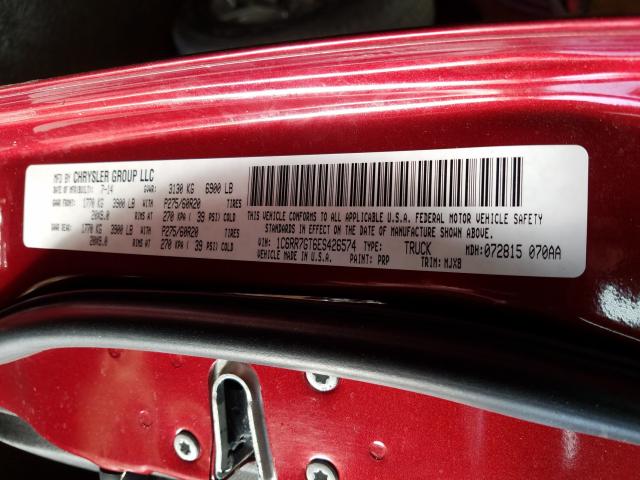 MFD BY CHRYSLER GROUP LLC
DATE OF MFR(BUILT): 7-14 GVWR: 3130 KG 6900 LB
GAWR FRONT: 1770 KG 3900 LB P275/60R20 TIRES
20X8.0 RIMS AT 270 KPA( 39 PSI) COLD
GAWR REAR: 1770 KG 3900 LB P275/60R20 TIRES
20X8.0 RIMS AT 270 KPA( 39 PSI) COLD
THIS VEHICLE CONFORMS TO ALL APPLICABLE U.S.A. FEDERAL MOTOR VEHICLE SAFETY
STANDARDS IN EFFECT ON THE DATE OF MANUFACTURE SHOWN ABOVE.
VIN: 1C6RR7GT6ES426574 TYPE: TRUCK MDH: 072815 070AA
MADE IN U.S.A. PAINT: PRP TRIM: MJX8